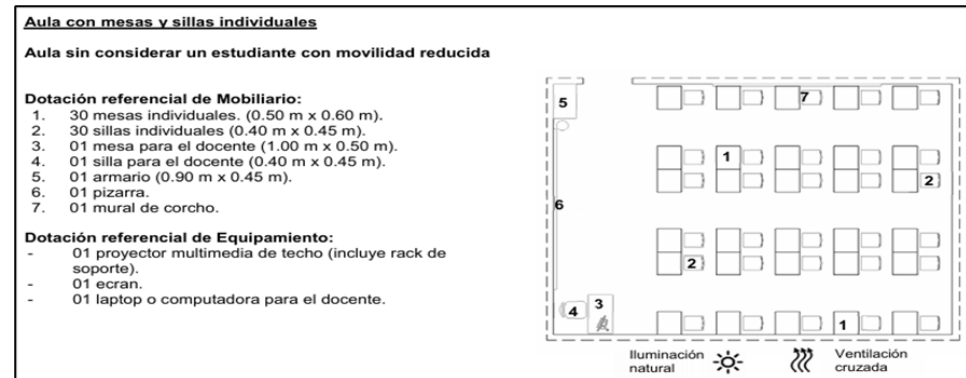 Aula con mesas y sillas individuales
Aula sin considerar un estudiante con movilidad reducida
Dotación referencial de Mobiliario:
1. 30 mesas individuales. (0.50 m x 0.60 m).
2. 30 sillas individuales (0.40 m x 0.45 m).
3. 01 mesa para el docente (1.00 m x 0.50 m).
4. 01 silla para el docente (0.40 m x 0.45 m).
5. 01 armario (0.90 m x 0.45 m).
6. 01 pizarra.
7. 01 mural de corcho.
Dotación referencial de Equipamiento:
- 01 proyector multimedia de techo (incluye rack de
soporte).
- 01 ecran.
- 01 laptop o computadora para el docente.
5
7
1
2
6
2
3
4
1
Iluminación
natural
Ventilación
cruzada